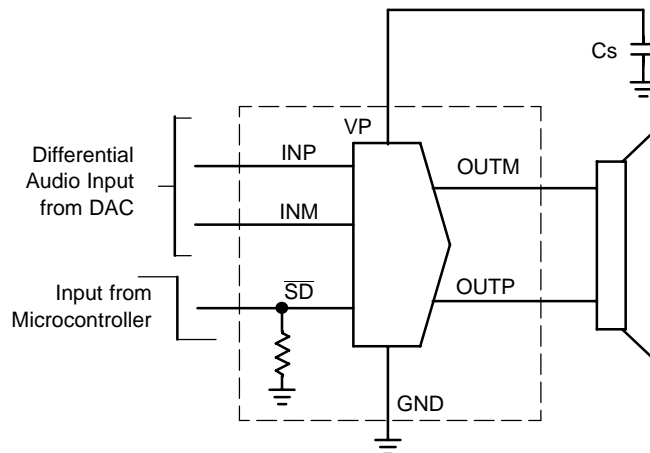 Cs
VP
Differential
Audio Input
from DAC
INP
OUTM
INM
Input from
Microcontroller
SD
OUTP
GND